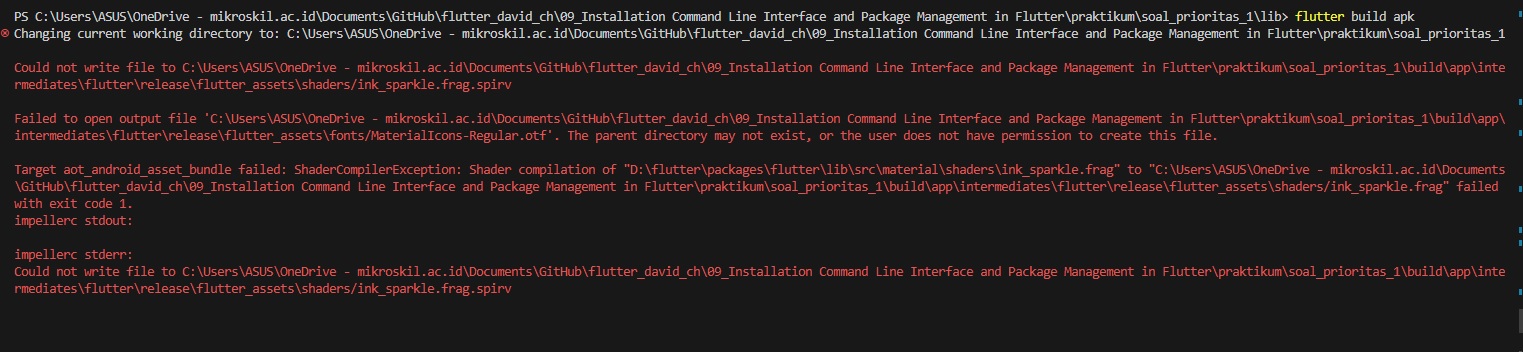 PS C:\Users\ASUS\OneDrive - mikroskil.ac.id\Documents\GitHub\flutter_david_ch\09_Installation Command Line Interface and Package Management in Flutter\praktikum\soal_prioritas_1\lib> flutter build apk
Changing current working directory to: C:\Users\ASUS\OneDrive - mikroskil.ac.id\Documents\GitHub\flutter_david_ch\09_Installation Command Line Interface and Package Management in Flutter\praktikum\soal_prioritas_1
Could not write file to C:\Users\ASUS\OneDrive - mikroskil.ac.id\Documents\GitHub\flutter_david_ch\09_Installation Command Line Interface and Package Management in Flutter\praktikum\soal_prioritas_1\build\app\inte
rmediates\flutter\release\flutter_assets\shaders/ink_sparkle.frag.spirv
Failed to open output file 'C:\Users\ASUS\OneDrive - mikroskil.ac.id\Documents\GitHub\flutter_david_ch\09_Installation Command Line Interface and Package Management in Flutter\praktikum\soal_prioritas_1\build\app\
intermediates\flutter\release\flutter_assets\fonts/MaterialIcons-Regular.otf'. The parent directory may not exist, or the user does not have permission to create this file.
Target aot_android_asset_bundle failed: ShaderCompilerException: Shader compilation of "D:\flutter\packages\flutter\lib\src\material\shaders\ink_sparkle.frag" to "C:\Users\ASUS\OneDrive - mikroskil.ac.id\Documents
\GitHub\flutter_david_ch\09_Installation Command Line Interface and Package Management in Flutter\praktikum\soal_prioritas_1\build\app\intermediates\flutter\release\flutter_assets\shaders/ink_sparkle.frag" failed
with exit code 1.
impellerc stdout:
impellerc stderr:
Could not write file to C:\Users\ASUS\OneDrive - mikroskil.ac.id\Documents\GitHub\flutter_david_ch\09_Installation Command Line Interface and Package Management in Flutter\praktikum\soal_prioritas_1\build\app\inte
rmediates\flutter\release\flutter_assets\shaders/ink_sparkle.frag.spirv